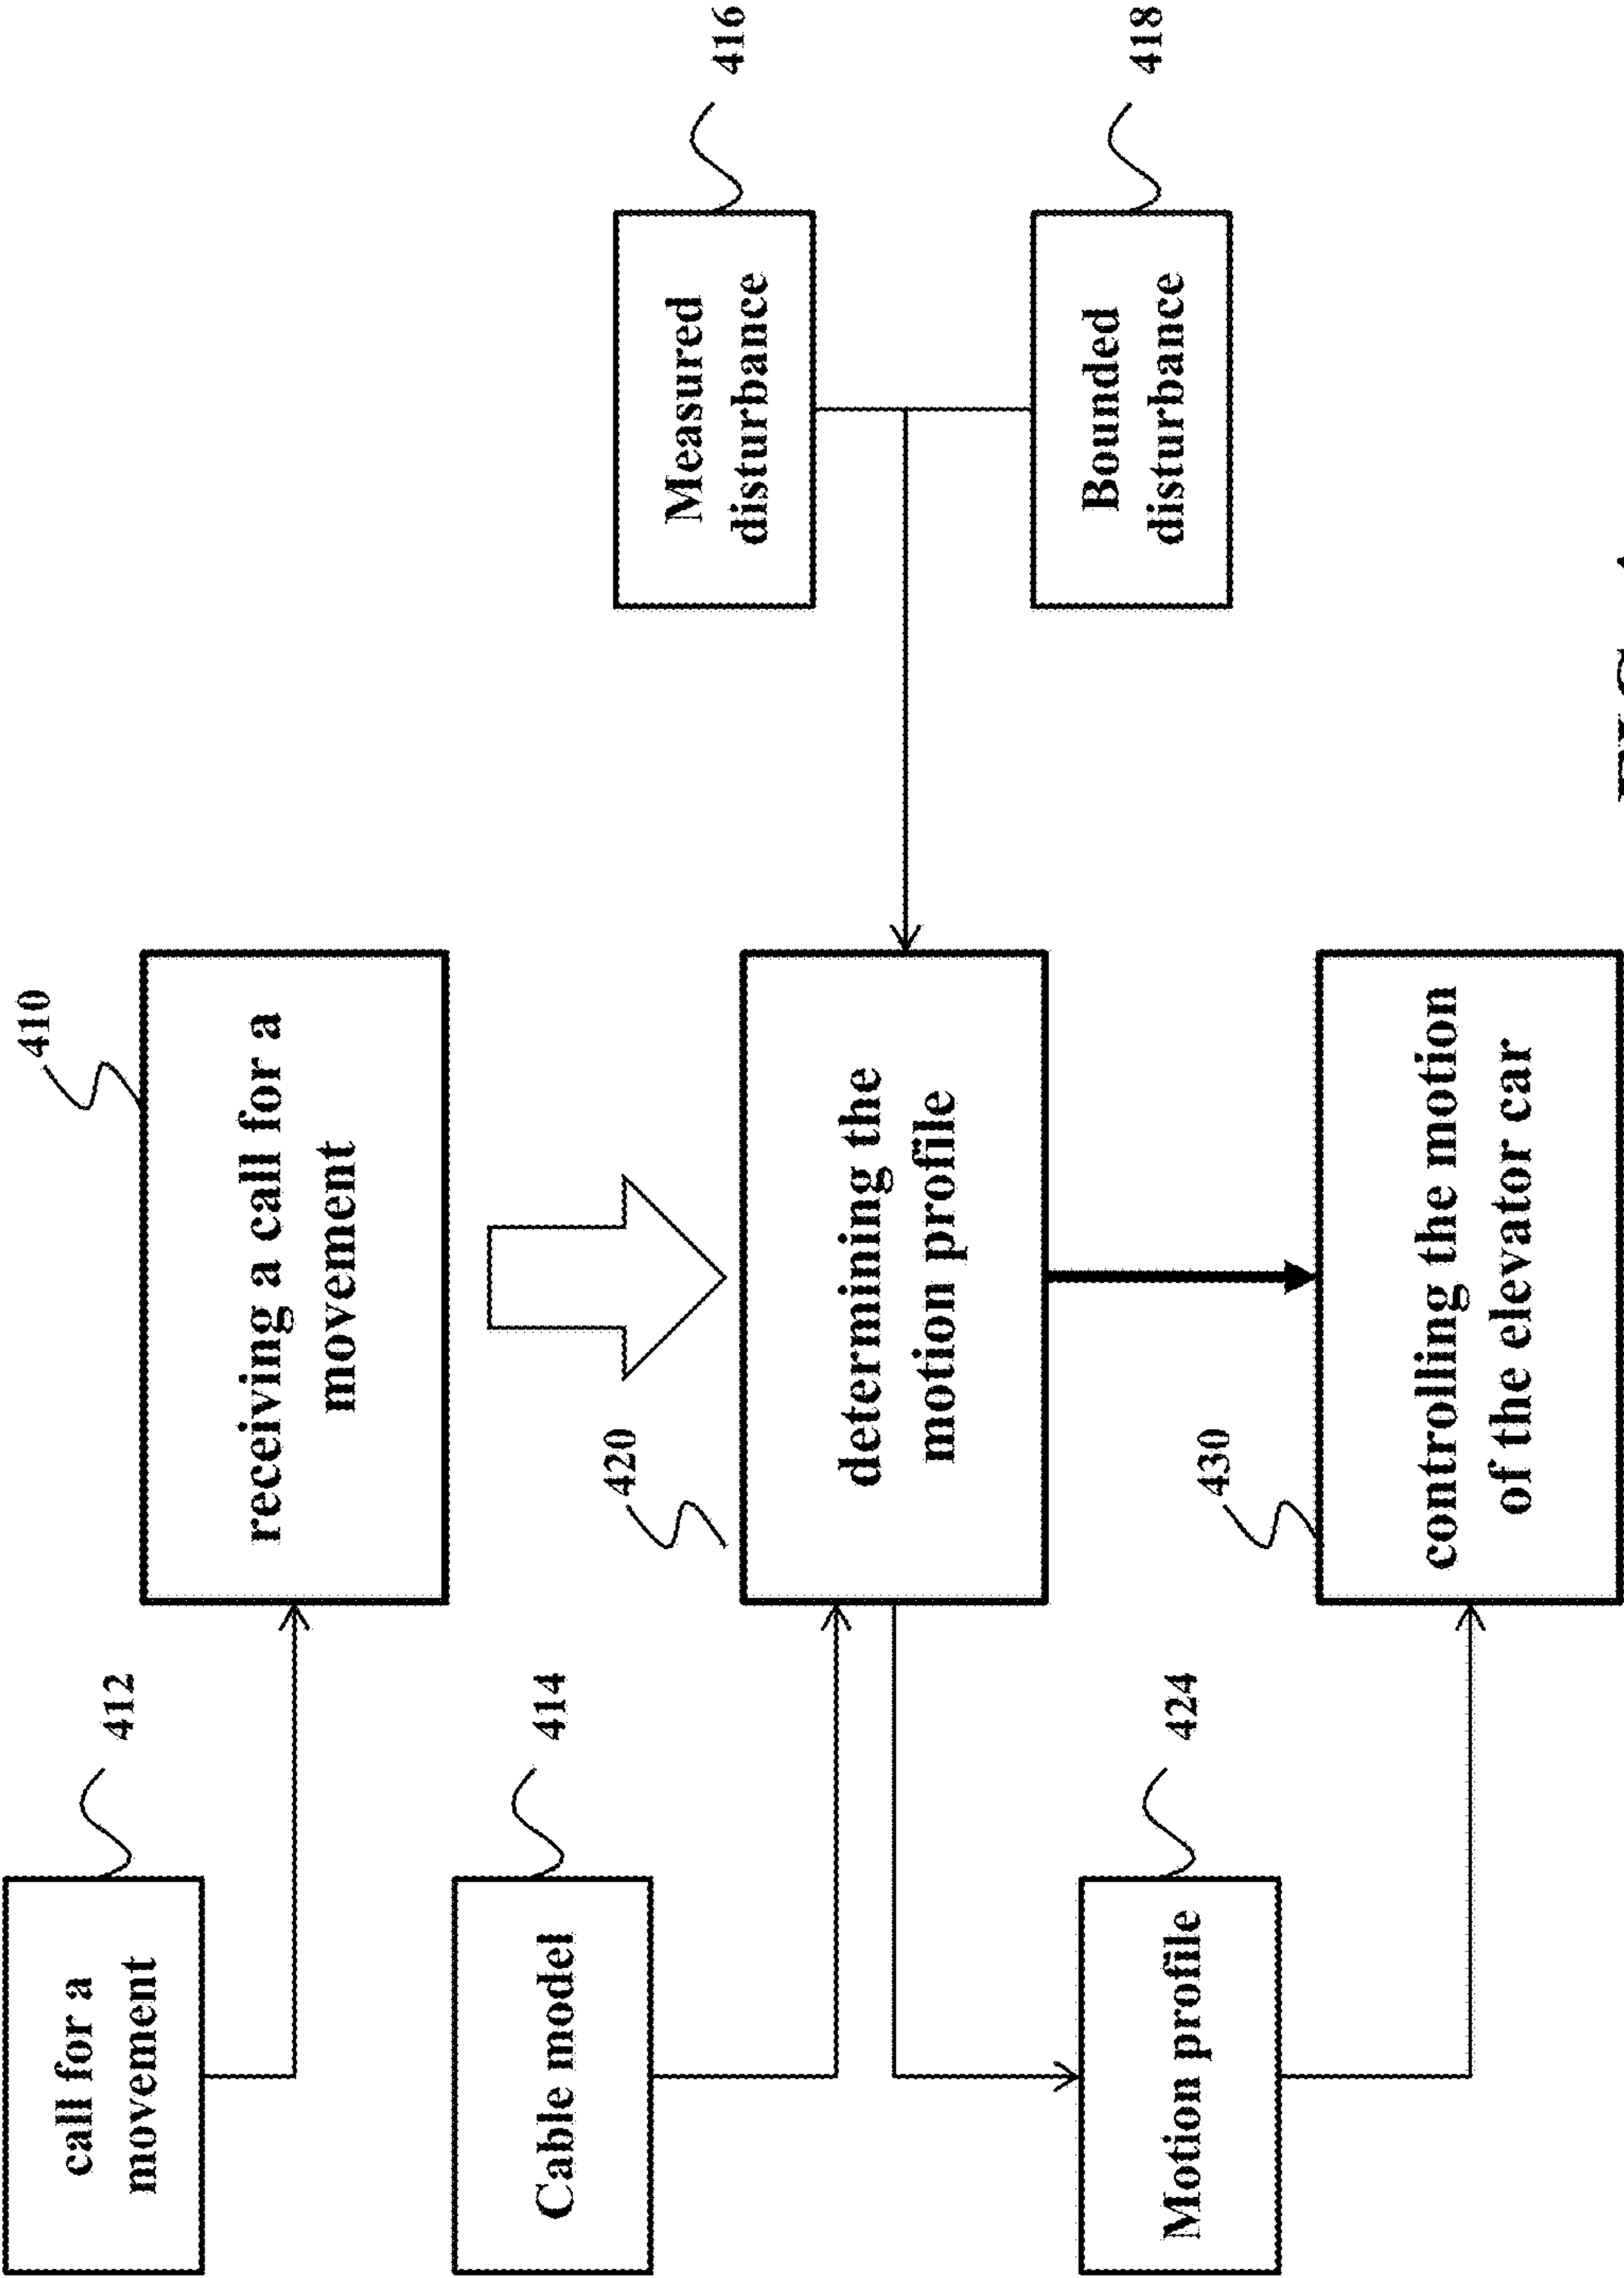 410
412
call for a
movement
receiving a call for a
movement
414
Cable model
420
determining the
motion profile
Measured
disturbance
416
Bounded
disturbance
418
424
Motion profile
430
controlling the motion
of the elevator car